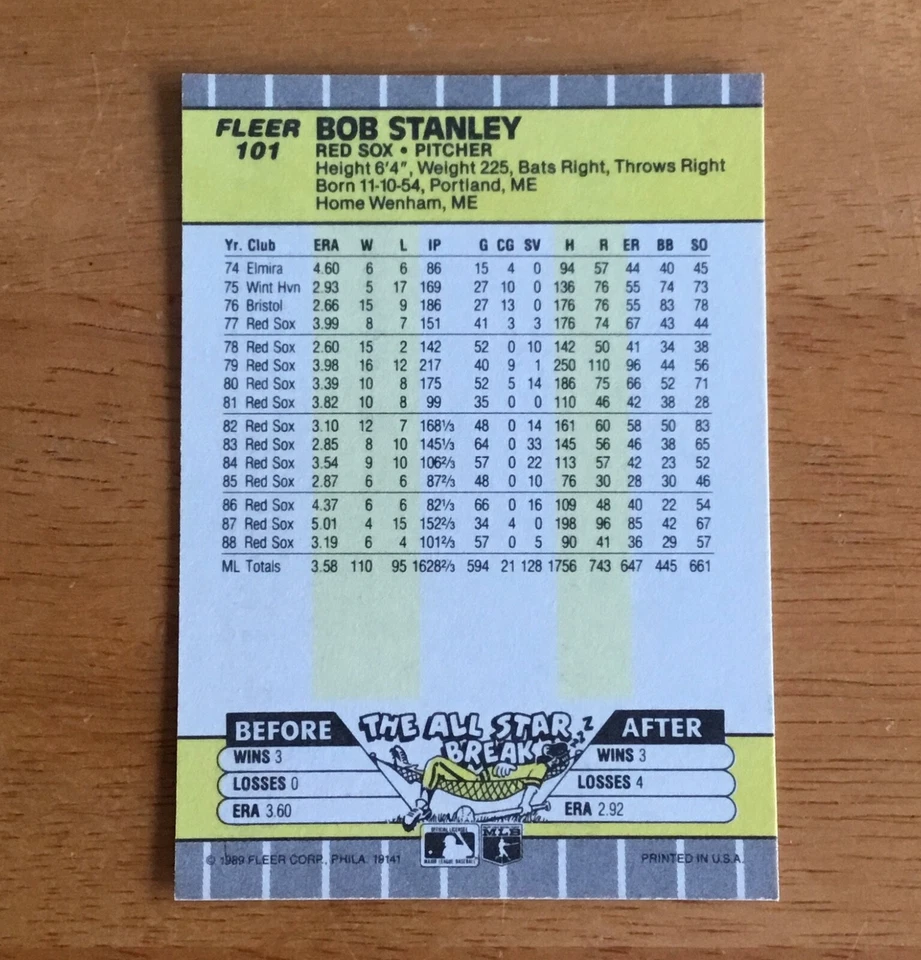 FLEER BOB STANLEY
101 RED SOX • PITCHER
Height 6'4", Weight 225, Bats Right, Throws Right
Born 11-10-54, Portland, ME
Home Wenham, ME
Yr. Club ERA W L IP G CG SV H R ER BB SO
74 Elmira 4.60 6 6 86 15 4 0 94 57 44 40 45
75 Wint Hvn 2.93 5 17 169 27 10 0 136 76 55 74 73
76 Bristol 2.66 15 9 186 27 13 0 176 76 55 83 78
77 Red Sox 3.99 8 7 151 41 3 3 176 74 67 43 44
78 Red Sox 2.60 15 2 142 52 0 10 142 50 41 34 38
79 Red Sox 3.98 16 12 217 40 9 1 250 110 96 44 56
80 Red Sox 3.39 10 8 175 52 5 14 186 75 66 52 71
81 Red Sox 3.82 10 8 99 35 0 0 110 46 42 38 28
82 Red Sox 3.10 12 7 168⅓ 48 0 14 161 60 58 50 83
83 Red Sox 2.85 8 10 145⅓ 64 0 33 145 56 46 38 65
84 Red Sox 3.54 9 10 106⅔ 57 0 22 113 57 42 23 52
85 Red Sox 2.87 6 6 87⅔ 48 0 10 76 30 28 30 46
86 Red Sox 4.37 6 6 82⅓ 66 0 16 109 48 40 22 54
87 Red Sox 5.01 4 15 152⅔ 34 4 0 198 96 85 42 67
88 Red Sox 3.19 6 4 101⅔ 57 0 5 90 41 36 29 57
ML Totals 3.58 110 95 1628⅔ 594 21 128 1756 743 647 445 661
BEFORE THE ALL STAR BREAK ZZZZ AFTER
WINS 3 WINS 3
LOSSES 0 LOSSES 4
ERA 3.60 ERA 2.92
OFFICIAL LICENSEE
MAJOR LEAGUE BASEBALL
MLB
© 1989 FLEER CORP., PHILA. 19141 PRINTED IN U.S.A.